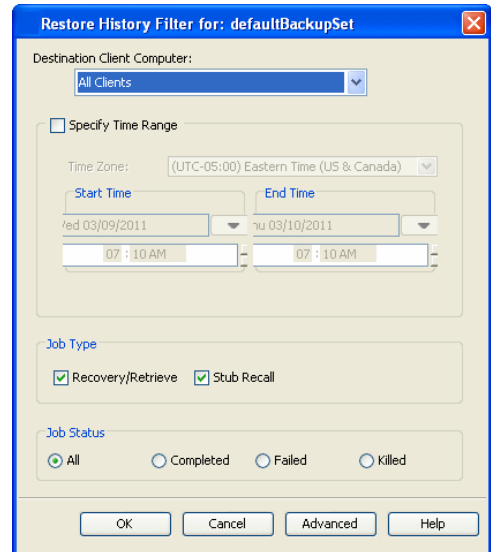 Restore History Filter for: defaultBackupSet
Destination Client Computer:
All Clients
Specify Time Range
Time Zone: (UTC-05:00) Eastern Time (US & Canada)
Start Time End Time
ed 03/09/2011 hu 03/10/2011
07 : 10 AM 07 : 10 AM
Job Type
Recovery/Retrieve Stub Recall
Job Status
All Completed Failed Killed
OK Cancel Advanced Help